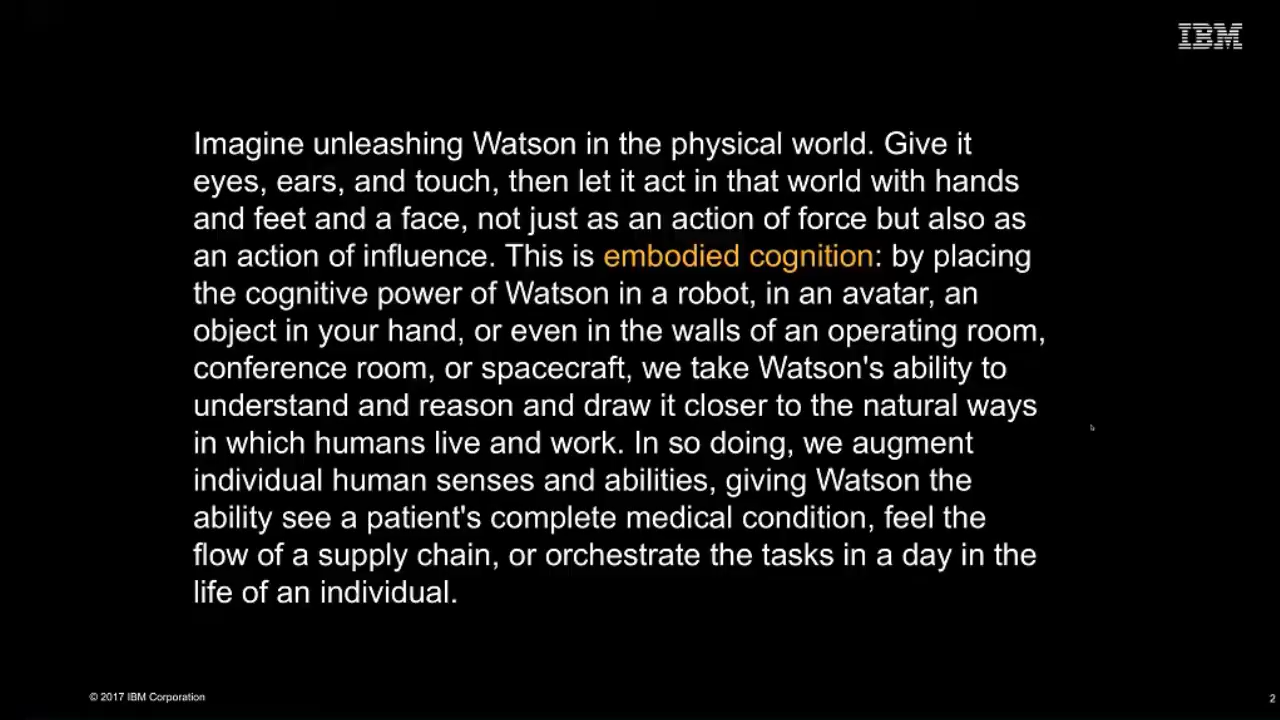 IBM
Imagine unleashing Watson in the physical world. Give it
eyes, ears, and touch, then let it act in that world with hands
and feet and a face, not just as an action of force but also as
an action of influence. This is embodied cognition: by placing
the cognitive power of Watson in a robot, in an avatar, an
object in your hand, or even in the walls of an operating room,
conference room, or spacecraft, we take Watson's ability to
understand and reason and draw it closer to the natural ways
in which humans live and work. In so doing, we augment
individual human senses and abilities, giving Watson the
ability see a patient's complete medical condition, feel the
flow of a supply chain, or orchestrate the tasks in a day in the
life of an individual.
© 2017 IBM Corporation
2